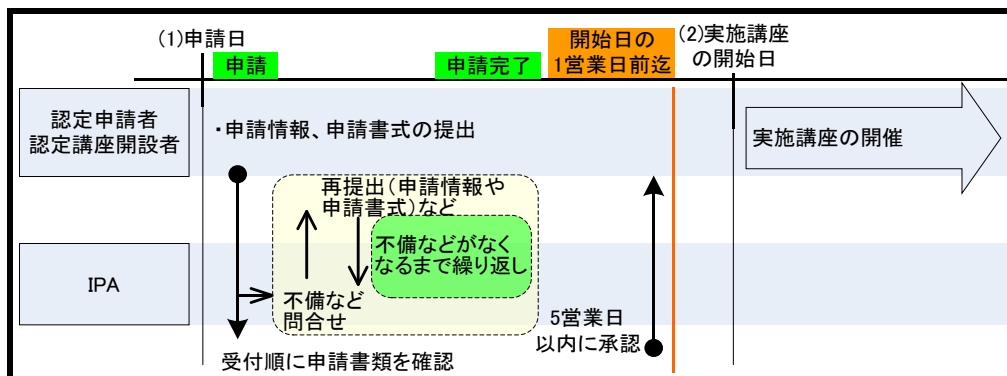 (1)申請日
申請
申請完了
開始日の
1営業日前迄
(2)実施講座
の開始日
認定申請者
認定講座開設者
・申請情報、申請書式の提出
実施講座の開催
再提出(申請情報や
申請書式)など
不備などがなく
なるまで繰り返し
IPA
不備など
問合せ
5営業日
以内に承認
受付順に申請書類を確認